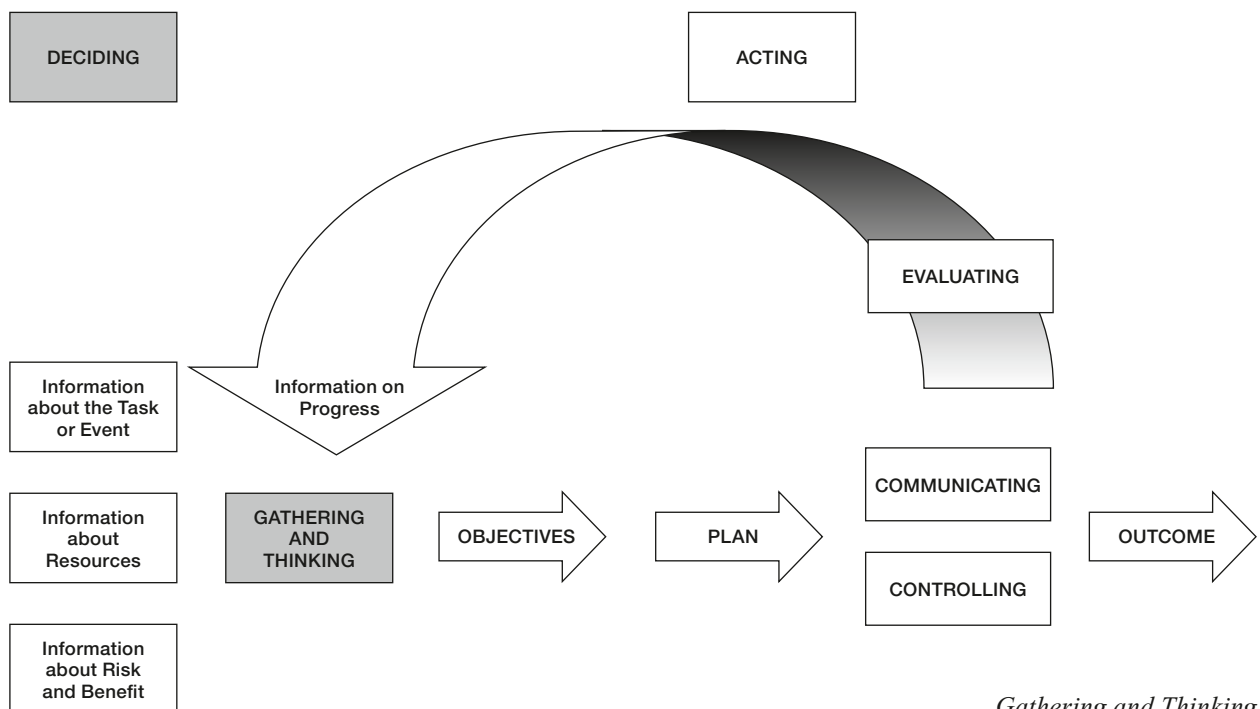 DECIDING
ACTING
EVALUATING
Information
about the Task
or Event
Information on
Progress
COMMUNICATING
Information
about
Resources
GATHERING
AND
THINKING
OBJECTIVES
PLAN
OUTCOME
CONTROLLING
Information
about Risk
and Benefit
Gathering and Thinking